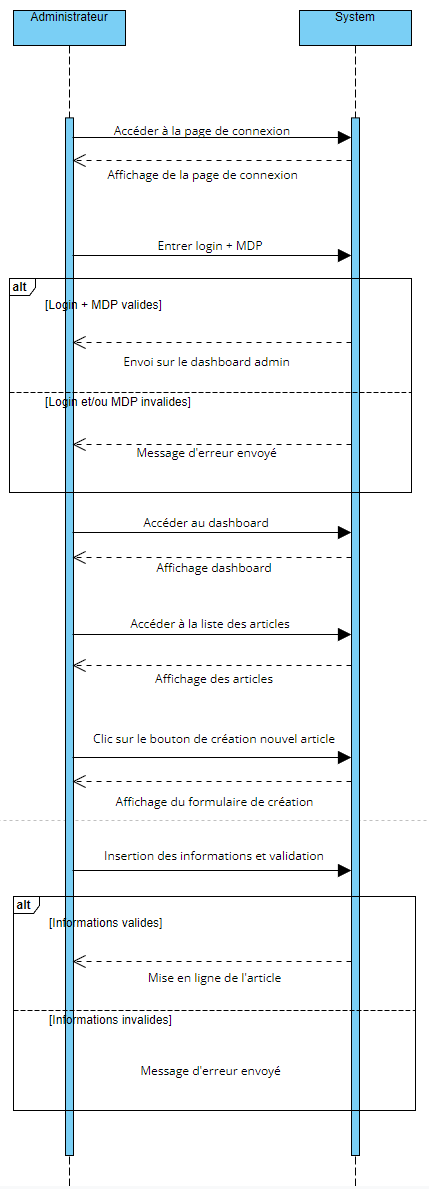 Administrateur
System
Accéder à la page de connexion
Affichage de la page de connexion
Entrer login + MDP
alt
[Login + MDP valides]
Envoi sur le dashboard admin
[Login et/ou MDP invalides]
Message d'erreur envoyé
Accéder au dashboard
Affichage dashboard
Accéder à la liste des articles
Affichage des articles
Clic sur le bouton de création nouvel article
Affichage du formulaire de création
Insertion des informations et validation
alt
[Informations valides]
Mise en ligne de l'article
[Informations invalides]
Message d'erreur envoyé